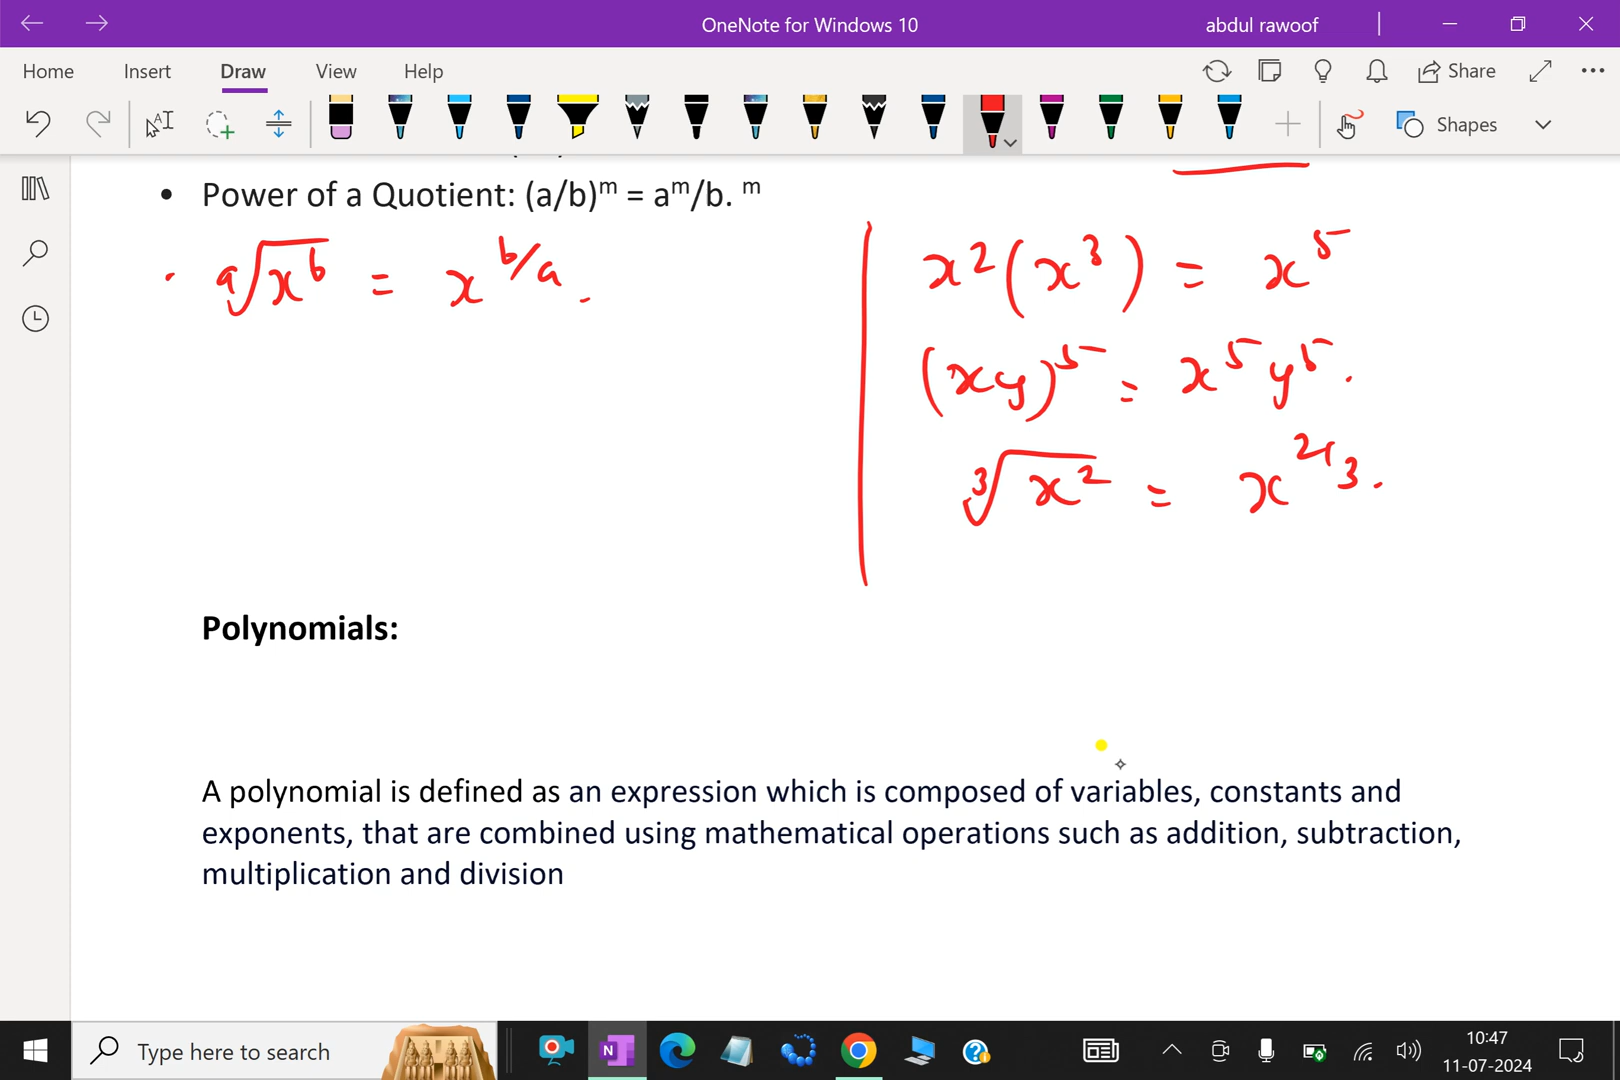 OneNote for Windows 10
abdul rawoof
Home Insert Draw View Help
Share
Shapes
• Power of a Quotient: (a/b)ᵐ = aᵐ/b. ᵐ
· ᵃ√xᵇ = x^b/a .
x²(x³) = x⁵
(xy)⁵ = x⁵y⁵.
³√x² = x^2/3.
Polynomials:
A polynomial is defined as an expression which is composed of variables, constants and
exponents, that are combined using mathematical operations such as addition, subtraction,
multiplication and division
Type here to search
10:47
11-07-2024